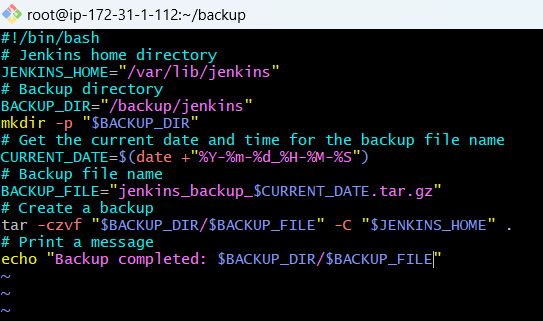 root@ip-172-31-1-112:~/backup
#!/bin/bash
# Jenkins home directory
JENKINS_HOME="/var/lib/jenkins"
# Backup directory
BACKUP_DIR="/backup/jenkins"
mkdir -p "$BACKUP_DIR"
# Get the current date and time for the backup file name
CURRENT_DATE=$(date +"%Y-%m-%d_%H-%M-%S")
# Backup file name
BACKUP_FILE="jenkins_backup_$CURRENT_DATE.tar.gz"
# Create a backup
tar -czvf "$BACKUP_DIR/$BACKUP_FILE" -C "$JENKINS_HOME" .
# Print a message
echo "Backup completed: $BACKUP_DIR/$BACKUP_FILE"
~
~
~